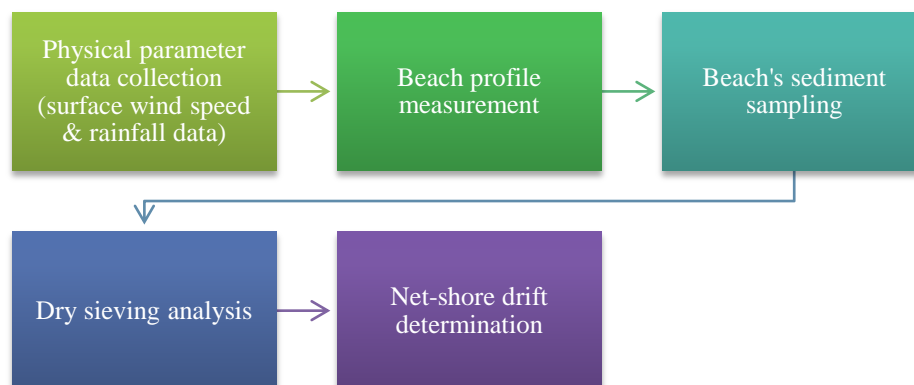 Physical parameter
data collection
(surface wind speed
& rainfall data)
Beach profile
measurement
Beach's sediment
sampling
Dry sieving analysis
Net-shore drift
determination